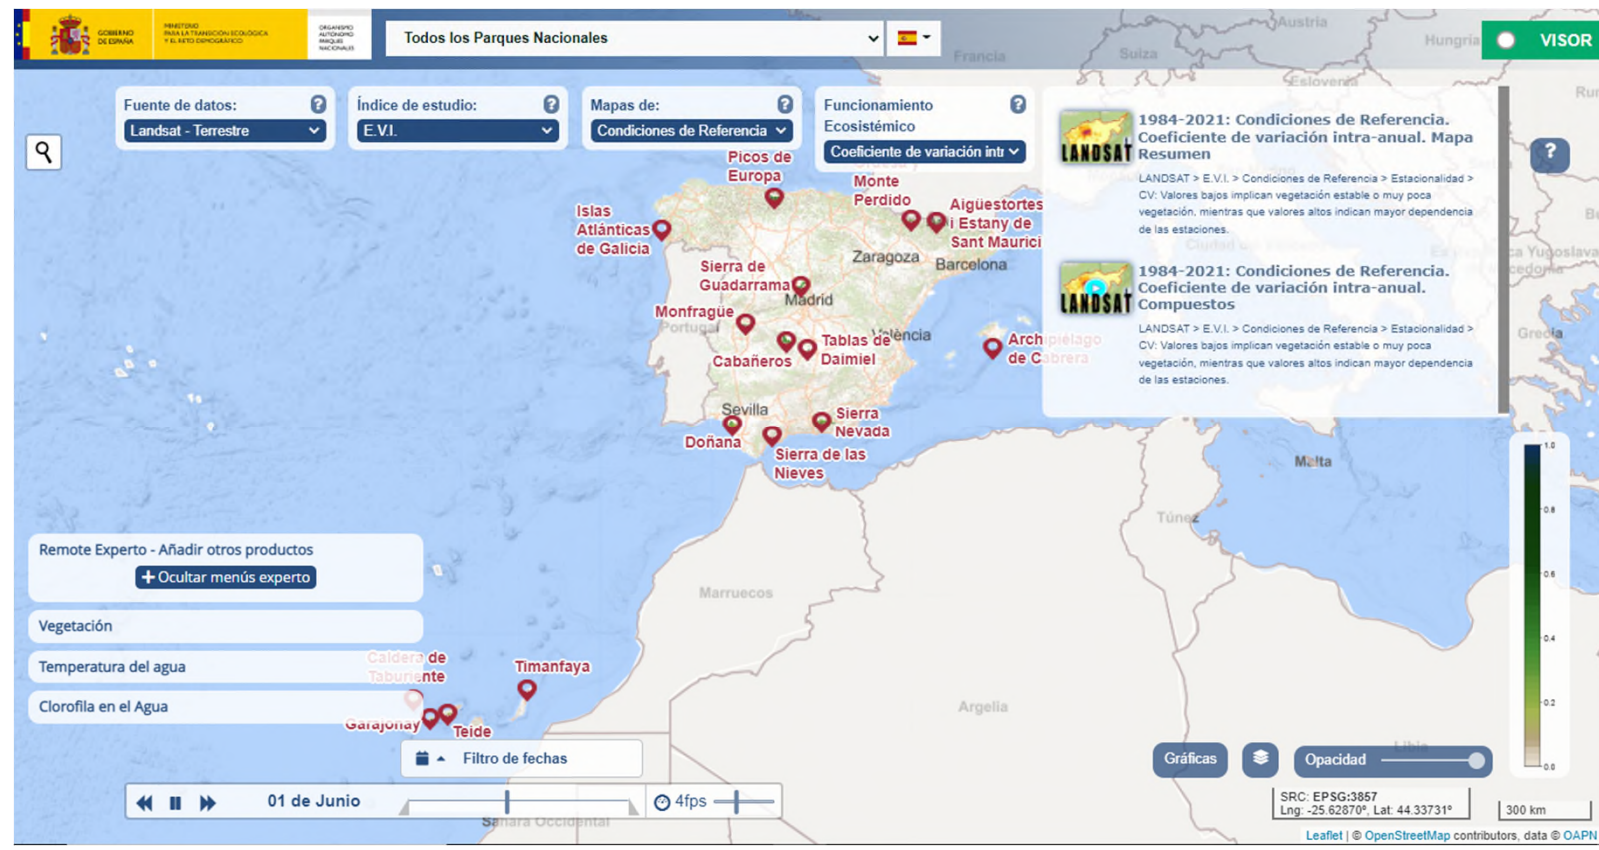 GOBIERNO
DE ESPAÑA
MINISTERIO
PARA LA TRANSICIÓN ECOLÓGICA
Y EL RETO DEMOGRÁFICO
ORGANISMO
AUTÓNOMO
PARQUES
NACIONALES
Todos los Parques Nacionales
VISOR
Austria
Hungría
Francia
Suiza
Eslovenia
Fuente de datos:
Landsat - Terrestre
Índice de estudio:
E.V.I.
Mapas de:
Condiciones de Referencia
Funcionamiento
Ecosistémico
Coeficiente de variación intr
1984-2021: Condiciones de Referencia.
Coeficiente de variación intra-anual. Mapa
Resumen
LANDSAT
LANDSAT > E.V.I. > Condiciones de Referencia > Estacionalidad >
CV: Valores bajos implican vegetación estable o muy poca
vegetación, mientras que valores altos indican mayor dependencia
de las estaciones.
1984-2021: Condiciones de Referencia.
Coeficiente de variación intra-anual.
Compuestos
LANDSAT
LANDSAT > E.V.I. > Condiciones de Referencia > Estacionalidad >
CV: Valores bajos implican vegetación estable o muy poca
vegetación, mientras que valores altos indican mayor dependencia
de las estaciones.
?
Picos de
Europa
Monte
Perdido
Aigüestortes
i Estany de
Sant Maurici
Islas
Atlánticas
de Galicia
Zaragoza
Barcelona
Sierra de
Guadarrama
Madrid
Monfragüe
Portugal
València
Tablas de
Daimiel
Cabañeros
Archipiélago
de Cabrera
Grecia
Sevilla
Doñana
Sierra
Nevada
Sierra de las
Nieves
Malta
Túnez
Marruecos
Argelia
Libia
1.0
0.8
0.6
0.4
0.2
0.0
Remote Experto - Añadir otros productos
+ Ocultar menús experto
Vegetación
Temperatura del agua
Clorofila en el Agua
Caldera de
Taburiente
Timanfaya
Garajonay
Teide
Filtro de fechas
01 de Junio
4fps
Sáhara Occidental
Gráficas
Opacidad
SRC: EPSG:3857
Lng: -25.62870º, Lat: 44.33731º
300 km
Leaflet | © OpenStreetMap contributors, data © OAPN